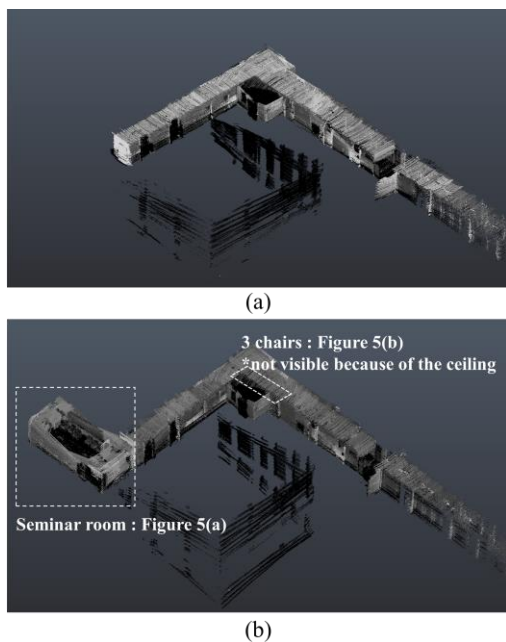 (a)
3 chairs : Figure 5(b)
*not visible because of the ceiling
Seminar room : Figure 5(a)
(b)